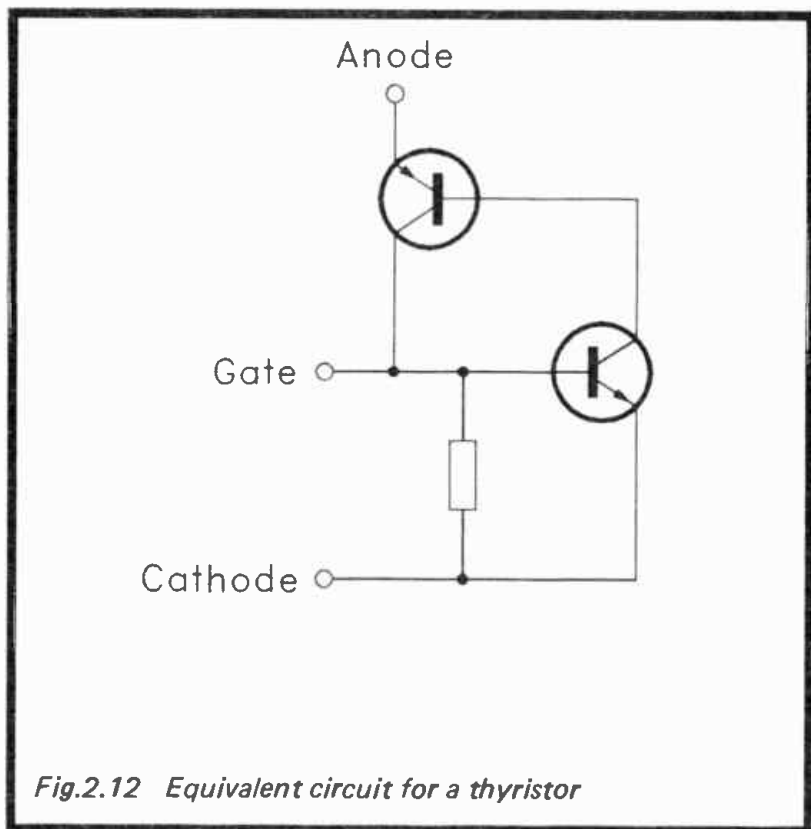 Anode
Gate
Cathode
Fig.2.12 Equivalent circuit for a thyristor